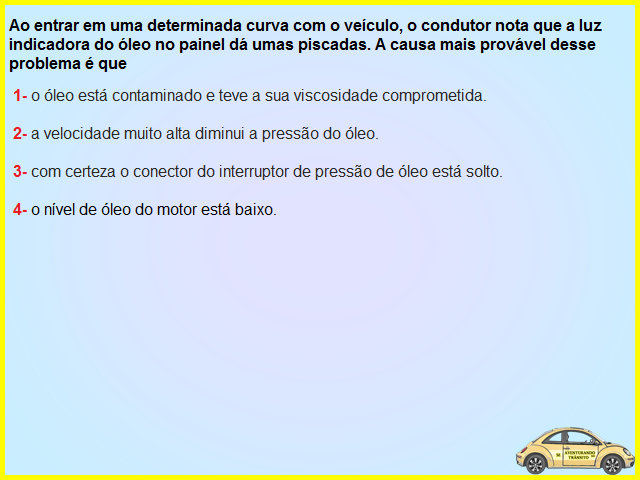 Ao entrar em uma determinada curva com o veículo, o condutor nota que a luz
indicadora do óleo no painel dá umas piscadas. A causa mais provável desse
problema é que
1- o óleo está contaminado e teve a sua viscosidade comprometida.
2- a velocidade muito alta diminui a pressão do óleo.
3- com certeza o conector do interruptor de pressão de óleo está solto.
4- o nível de óleo do motor está baixo.
AVENTURANDO
TRÂNSITO